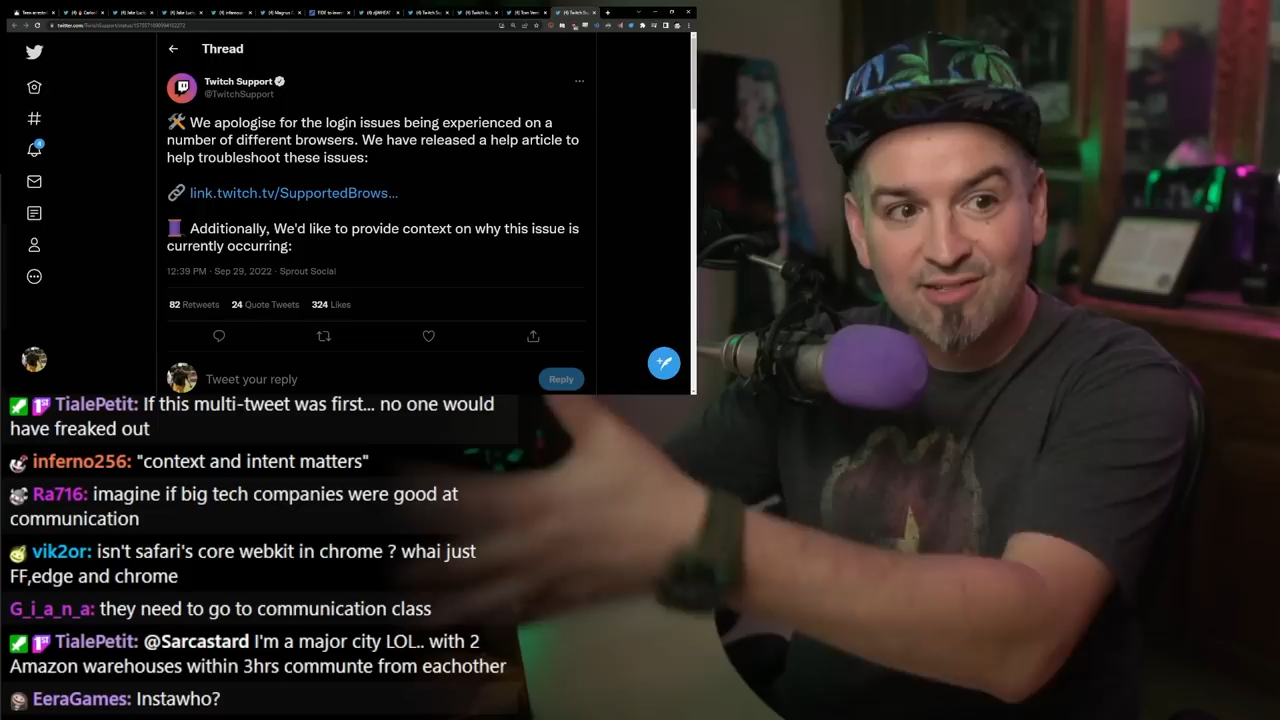 twitter.com/TwitchSupport/status/1575571690994102272
Thread
Twitch Support
@TwitchSupport
We apologise for the login issues being experienced on a
number of different browsers. We have released a help article to
help troubleshoot these issues:
link.twitch.tv/SupportedBrows...
Additionally, We'd like to provide context on why this issue is
currently occurring:
12:39 PM · Sep 29, 2022 · Sprout Social
82 Retweets 24 Quote Tweets 324 Likes
Tweet your reply
Reply
TialePetit: If this multi-tweet was first... no one would
have freaked out
inferno256: "context and intent matters"
Ra716: imagine if big tech companies were good at
communication
vik2or: isn't safari's core webkit in chrome ? whai just
FF,edge and chrome
G_i_a_n_a: they need to go to communication class
TialePetit: @Sarcastard I'm a major city LOL.. with 2
Amazon warehouses within 3hrs communte from eachother
EeraGames: Instawho?